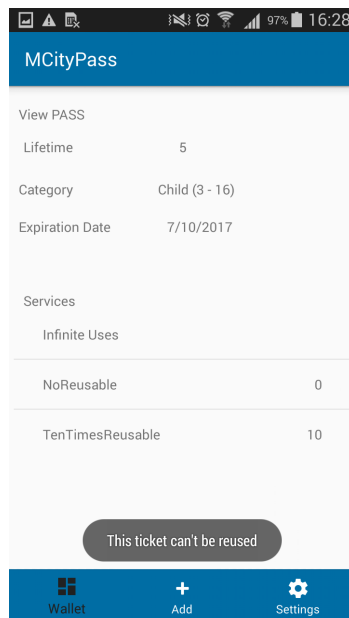 97% 16:28
MCityPass
View PASS
Lifetime 5
Category Child (3 - 16)
Expiration Date 7/10/2017
Services
Infinite Uses
NoReusable 0
TenTimesReusable 10
This ticket can't be reused
Wallet Add Settings